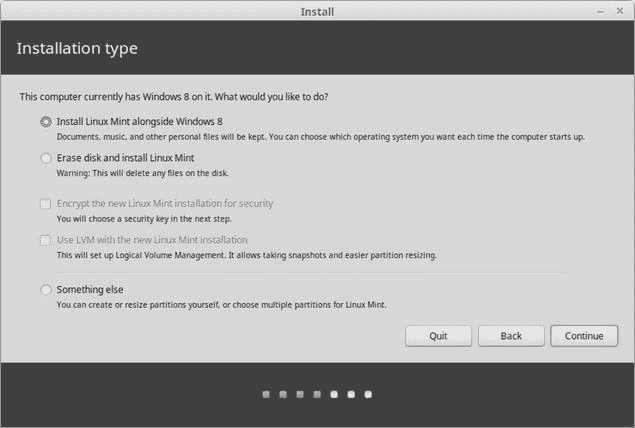 Install
Installation type
This computer currently has Windows 8 on it. What would you like to do?
Install Linux Mint alongside Windows 8
Documents, music, and other personal files will be kept. You can choose which operating system you want each time the computer starts up.
Erase disk and install Linux Mint
Warning: This will delete any files on the disk.
Encrypt the new Linux Mint installation for security
You will choose a security key in the next step.
Use LVM with the new Linux Mint installation
This will set up Logical Volume Management. It allows taking snapshots and easier partition resizing.
Something else
You can create or resize partitions yourself, or choose multiple partitions for Linux Mint.
Quit Back Continue